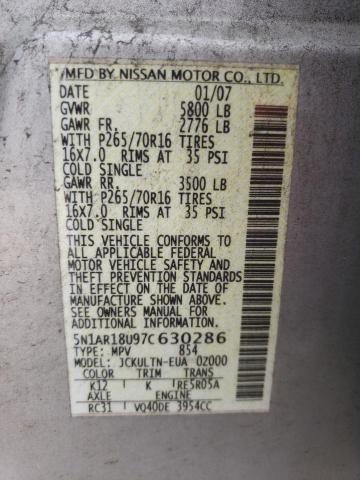 MFD BY NISSAN MOTOR CO., LTD.
DATE 01/07
GVWR 5800 LB
GAWR FR. 2776 LB
WITH P265/70R16 TIRES
16X7.0 RIMS AT 35 PSI
COLD SINGLE
GAWR RR. 3500 LB
WITH P265/70R16 TIRES
16X7.0 RIMS AT 35 PSI
COLD SINGLE
THIS VEHICLE CONFORMS TO
ALL APPLICABLE FEDERAL
MOTOR VEHICLE SAFETY AND
THEFT PREVENTION STANDARDS
IN EFFECT ON THE DATE OF
MANUFACTURE SHOWN ABOVE.
SEE OWNERS MANUAL FOR
ADDITIONAL INFORMATION.
5N1AR18U97C630286
TYPE: MPV 854
MODEL: JCKULTN-EUA 0Z000
COLOR TRIM TRANS
K12 K RE5R05A
AXLE ENGINE
RC31 VQ40DE 3954CC